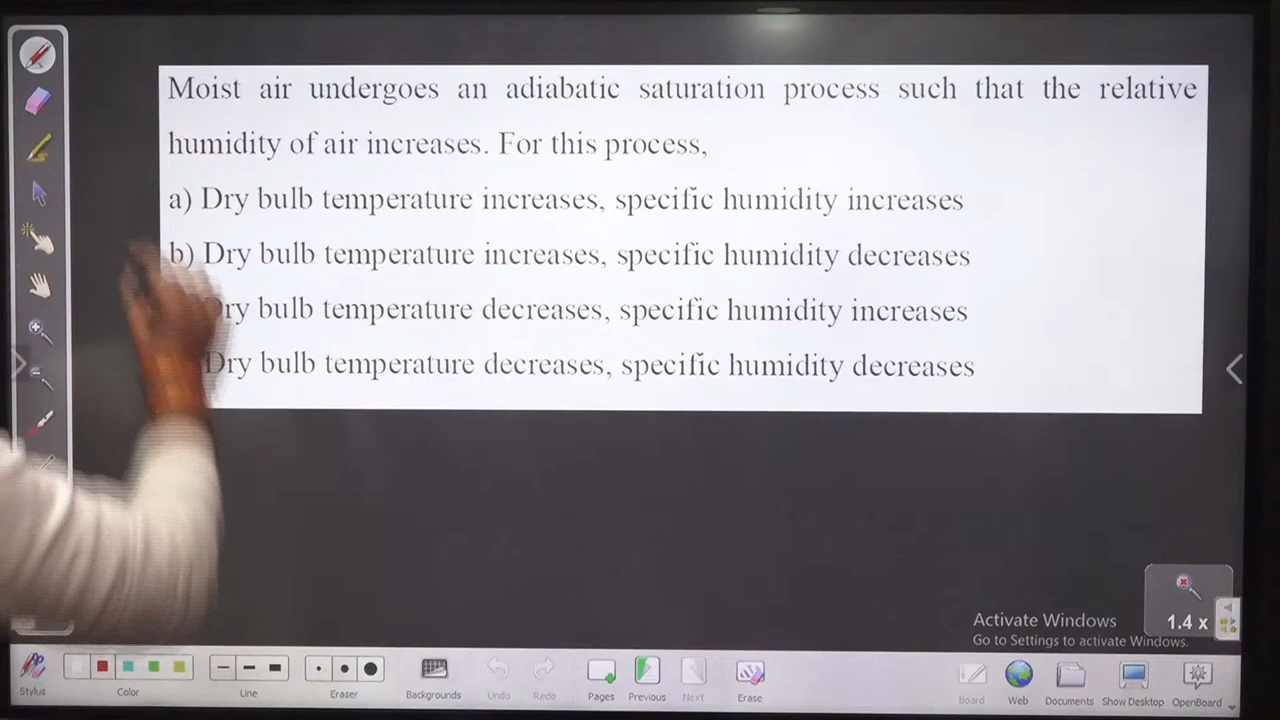 Moist air undergoes an adiabatic saturation process such that the relative
humidity of air increases. For this process,
a) Dry bulb temperature increases, specific humidity increases
b) Dry bulb temperature increases, specific humidity decreases
Dry bulb temperature decreases, specific humidity increases
Dry bulb temperature decreases, specific humidity decreases
Activate Windows
1.4 x
Go to Settings to activate Windows.
Stylus
Color
Line
Eraser
Backgrounds
Undo
Redo
Pages
Previous
Next
Erase
Board
Web
Documents
Show Desktop
OpenBoard